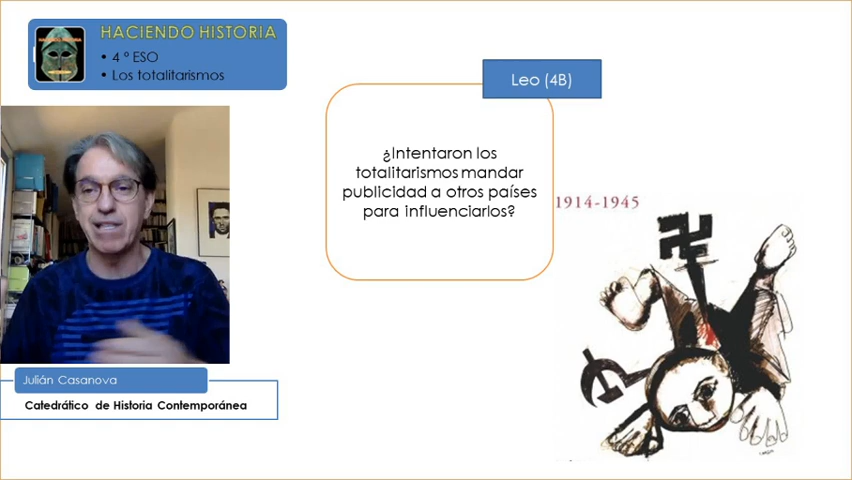 HACIENDO HISTORIA
• 4 º ESO
• Los totalitarismos
Leo (4B)
¿Intentaron los
totalitarismos mandar
publicidad a otros países
para influenciarlos?
1914-1945
Julián Casanova
Catedrático de Historia Contemporánea